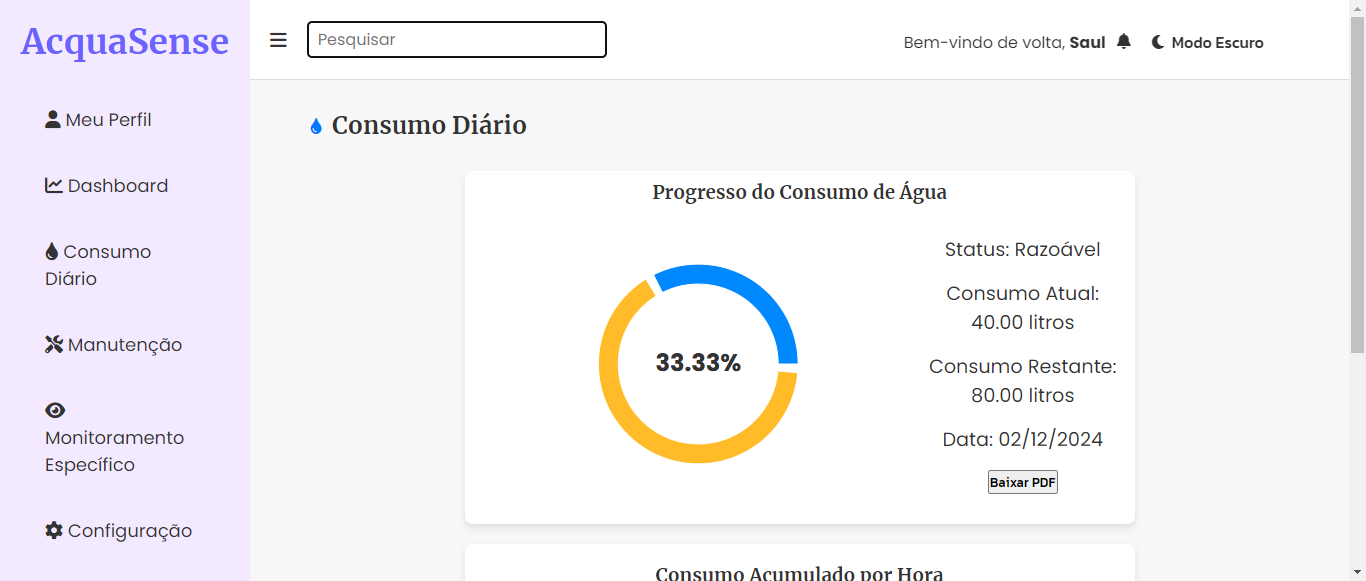 AcquaSense
Meu Perfil
Dashboard
Consumo
Diário
Manutenção
Monitoramento
Específico
Configuração
Pesquisar
Bem-vindo de volta, Saul
Modo Escuro
Consumo Diário
Progresso do Consumo de Água
33.33%
Status: Razoável
Consumo Atual:
40.00 litros
Consumo Restante:
80.00 litros
Data: 02/12/2024
Baixar PDF
Consumo Acumulado por Hora